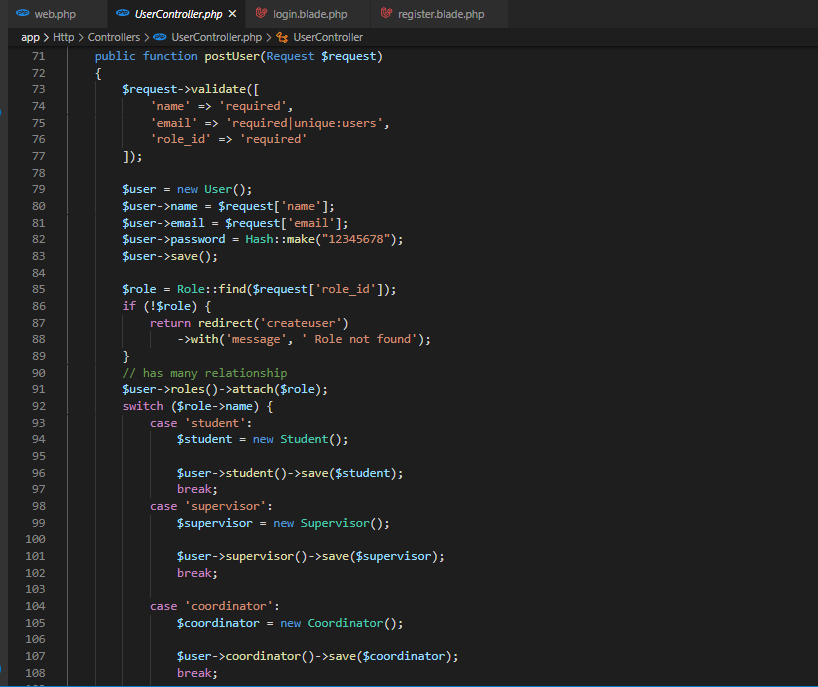 web.php UserController.php × login.blade.php register.blade.php
app > Http > Controllers > UserController.php > UserController
71 public function postUser(Request $request)
72 {
73 $request->validate([
74 'name' => 'required',
75 'email' => 'required|unique:users',
76 'role_id' => 'required'
77 ]);
78
79 $user = new User();
80 $user->name = $request['name'];
81 $user->email = $request['email'];
82 $user->password = Hash::make("12345678");
83 $user->save();
84
85 $role = Role::find($request['role_id']);
86 if (!$role) {
87 return redirect('createuser')
88 ->with('message', ' Role not found');
89 }
90 // has many relationship
91 $user->roles()->attach($role);
92 switch ($role->name) {
93 case 'student':
94 $student = new Student();
95
96 $user->student()->save($student);
97 break;
98 case 'supervisor':
99 $supervisor = new Supervisor();
100
101 $user->supervisor()->save($supervisor);
102 break;
103
104 case 'coordinator':
105 $coordinator = new Coordinator();
106
107 $user->coordinator()->save($coordinator);
108 break;